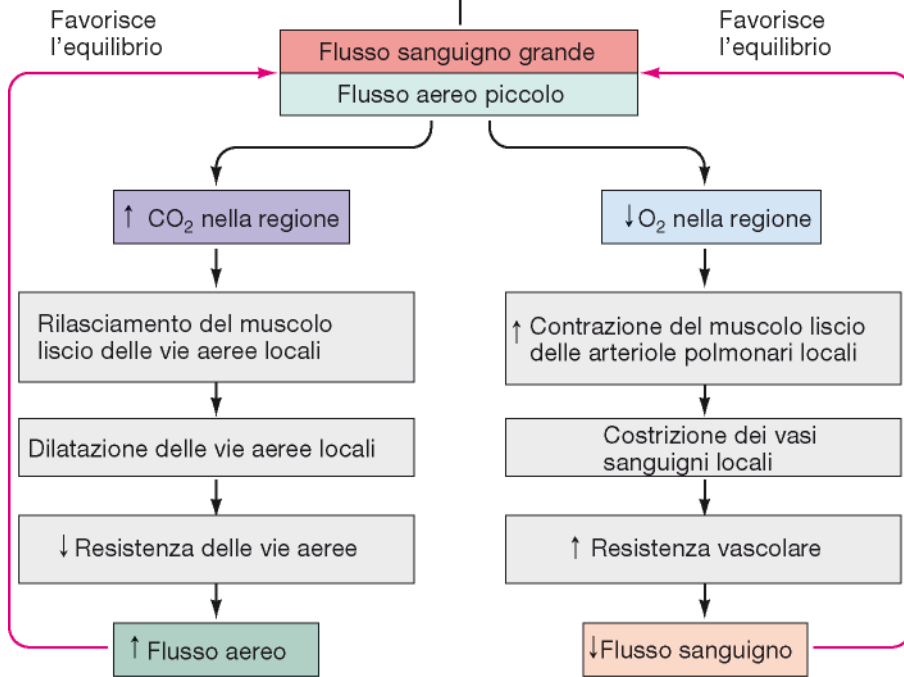 Favorisce
l'equilibrio
Favorisce
l'equilibrio
Flusso sanguigno grande
Flusso aereo piccolo
↑ CO₂ nella regione
↓O₂ nella regione
Rilasciamento del muscolo
liscio delle vie aeree locali
↑ Contrazione del muscolo liscio
delle arteriole polmonari locali
Dilatazione delle vie aeree locali
Costrizione dei vasi
sanguigni locali
↓ Resistenza delle vie aeree
↑ Resistenza vascolare
↑ Flusso aereo
↓Flusso sanguigno